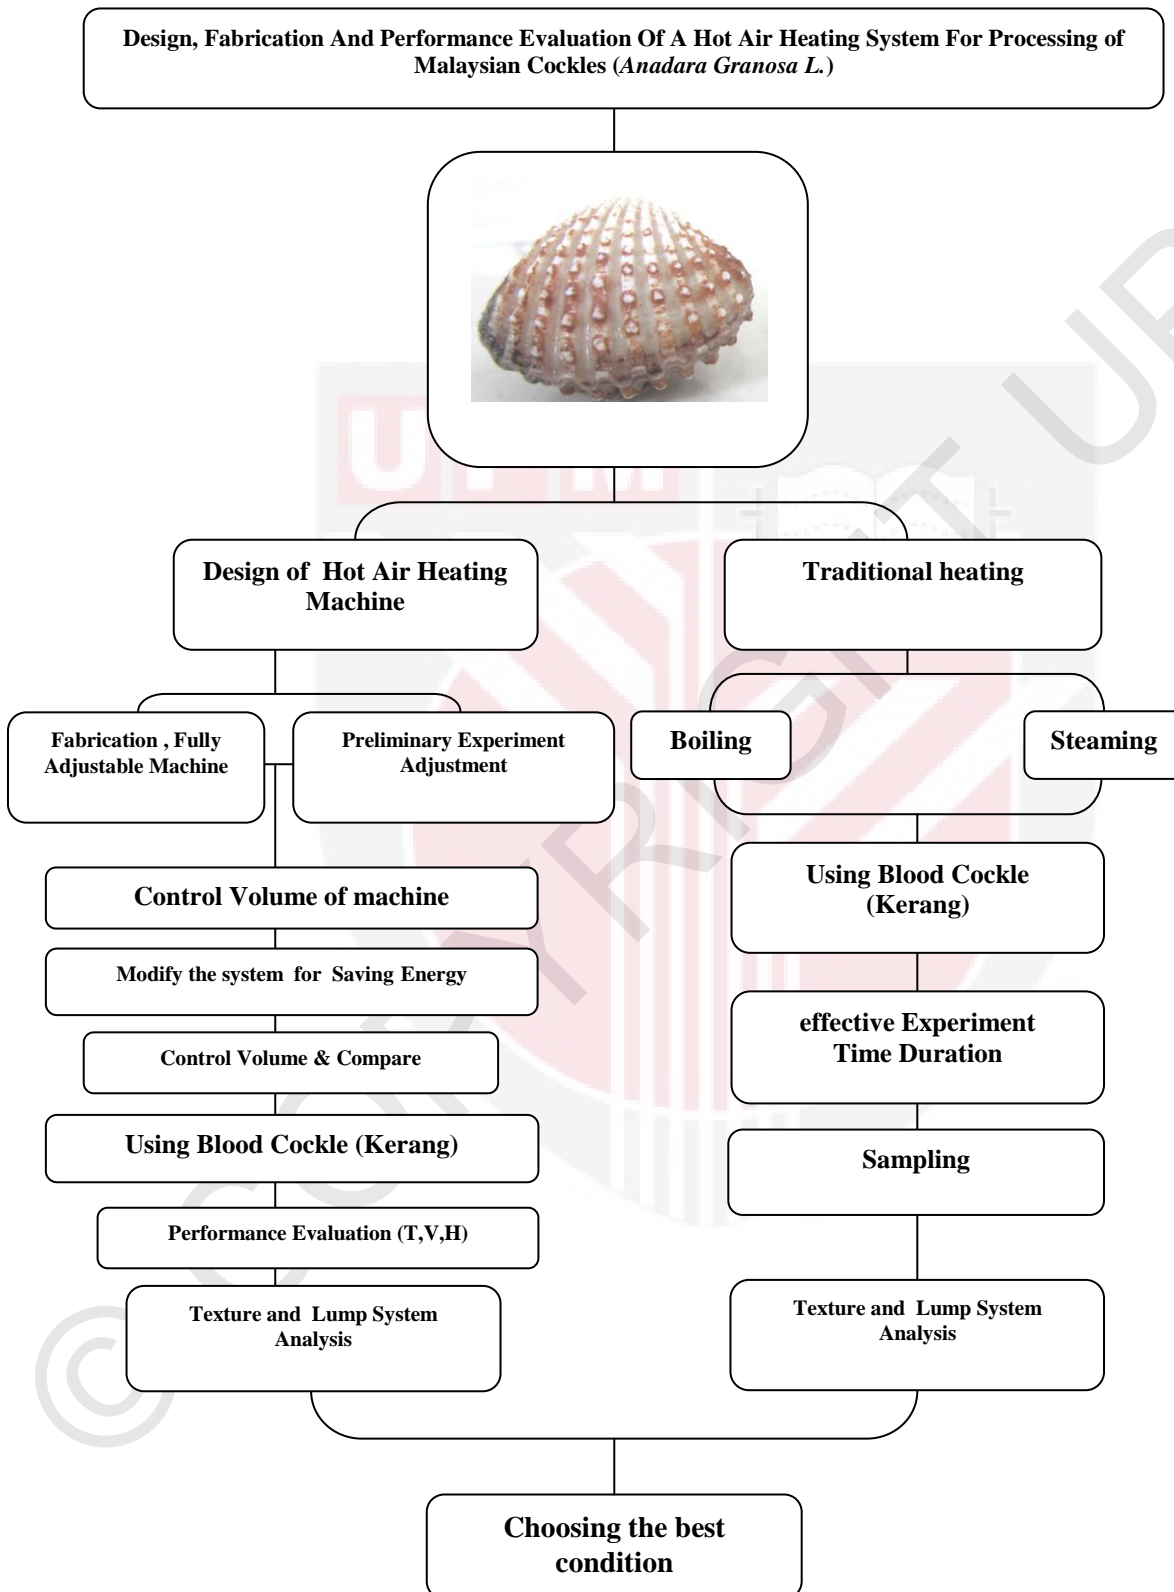 Design, Fabrication And Performance Evaluation Of A Hot Air Heating System For Processing of
Malaysian Cockles (Anadara Granosa L.)
UPM
Design of Hot Air Heating
Machine
Traditional heating
Fabrication , Fully
Adjustable Machine
Preliminary Experiment
Adjustment
Boiling
Steaming
Control Volume of machine
Modify the system for Saving Energy
Control Volume & Compare
Using Blood Cockle (Kerang)
Performance Evaluation (T,V,H)
Texture and Lump System
Analysis
Using Blood Cockle
(Kerang)
effective Experiment
Time Duration
Sampling
Texture and Lump System
Analysis
Choosing the best
condition
© COPYRIGHT UP